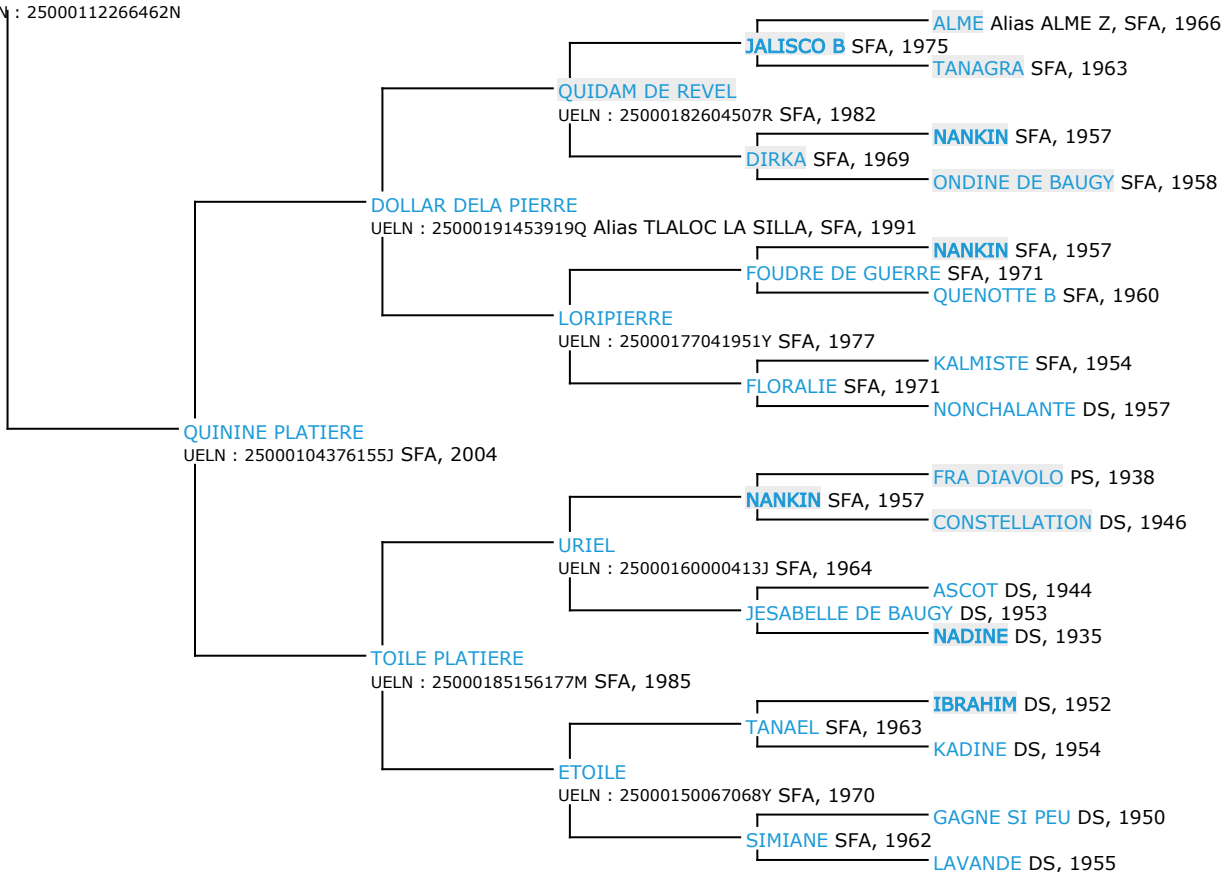 : 25000112266462N
ALME Alias ALME Z, SFA, 1966
JALISCO B SFA, 1975
TANAGRA SFA, 1963
QUIDAM DE REVEL
UELN : 25000182604507R SFA, 1982
NANKIN SFA, 1957
DIRKA SFA, 1969
ONDINE DE BAUGY SFA, 1958
DOLLAR DELA PIERRE
UELN : 25000191453919Q Alias TLALOC LA SILLA, SFA, 1991
NANKIN SFA, 1957
FOUDRE DE GUERRE SFA, 1971
QUENOTTE B SFA, 1960
LORIPIERRE
UELN : 25000177041951Y SFA, 1977
KALMISTE SFA, 1954
FLORALIE SFA, 1971
NONCHALANTE DS, 1957
QUININE PLATIERE
UELN : 25000104376155J SFA, 2004
FRA DIAVOLO PS, 1938
NANKIN SFA, 1957
CONSTELLATION DS, 1946
URIEL
UELN : 25000160000413J SFA, 1964
ASCOT DS, 1944
JESABELLE DE BAUGY DS, 1953
NADINE DS, 1935
TOILE PLATIERE
UELN : 25000185156177M SFA, 1985
IBRAHIM DS, 1952
TANAEL SFA, 1963
KADINE DS, 1954
ETOILE
UELN : 25000150067068Y SFA, 1970
GAGNE SI PEU DS, 1950
SIMIANE SFA, 1962
LAVANDE DS, 1955